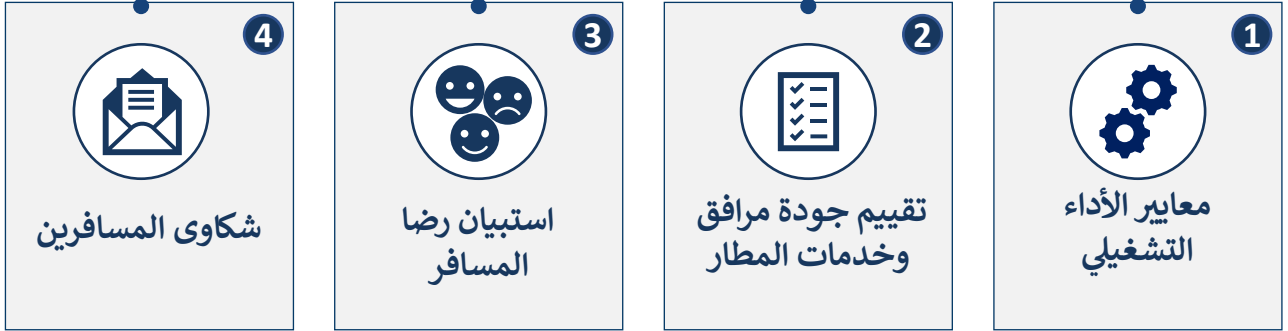 1
معايير الأداء
التشغيلي
2
تقييم جودة مرافق
وخدمات المطار
3
استبيان رضا
المسافر
4
شكاوى المسافرين